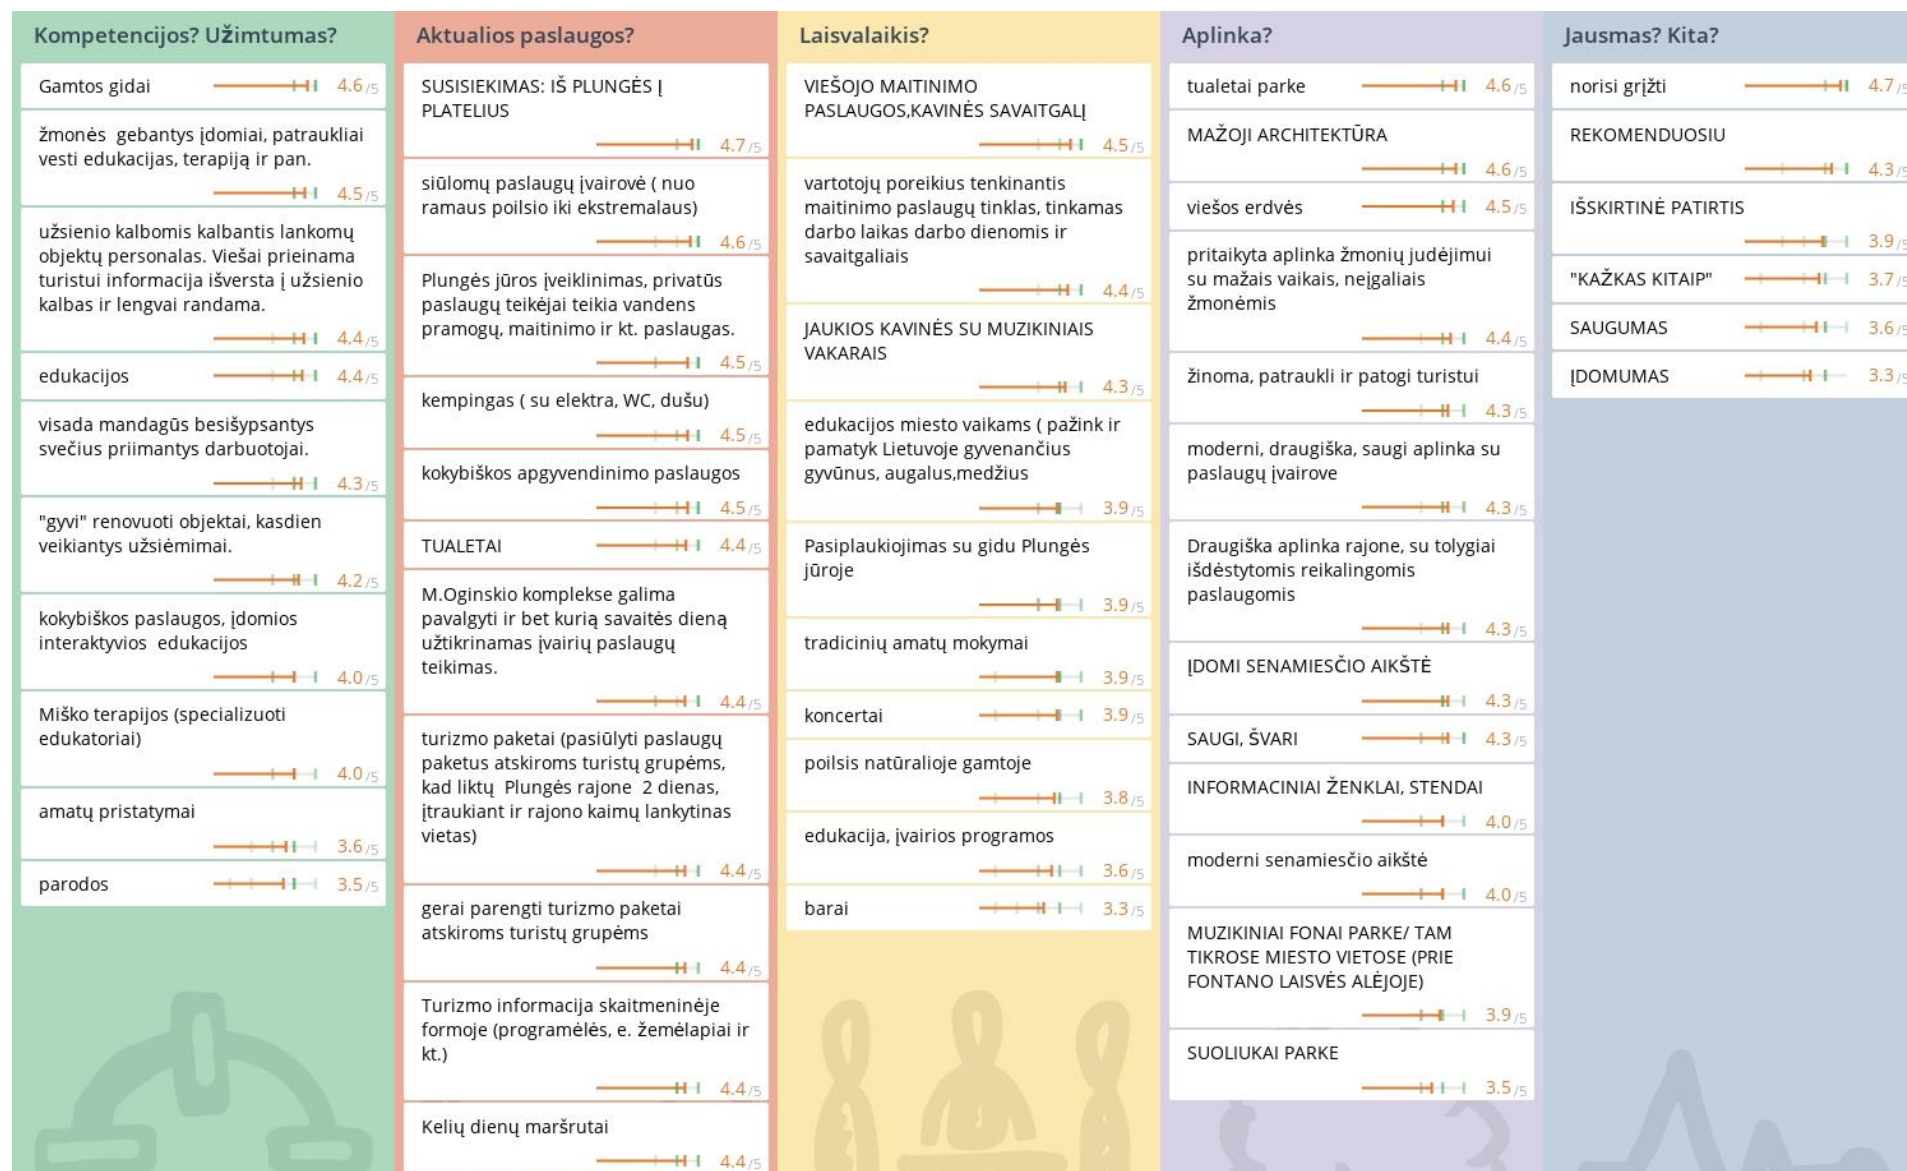 Kompetencijos? Užimtumas?
Gamtos gidai 4.6/5
žmonės gebantys įdomiai, patraukliai
vesti edukacijas, terapiją ir pan.
4.5/5
užsienio kalbomis kalbantis lankomų
objektų personalas. Viešai prieinama
turistui informacija išversta į užsienio
kalbas ir lengvai randama.
4.4/5
edukacijos 4.4/5
visada mandagūs besišypsantys
svečius priimantys darbuotojai.
4.3/5
"gyvi" renovuoti objektai, kasdien
veikiantys užsiėmimai.
4.2/5
kokybiškos paslaugos, įdomios
interaktyvios edukacijos
4.0/5
Miško terapijos (specializuoti
edukatoriai)
4.0/5
amatų pristatymai
3.6/5
parodos 3.5/5
Aktualios paslaugos?
SUSISIEKIMAS: IŠ PLUNGĖS Į
PLATELIUS
4.7/5
siūlomų paslaugų įvairovė ( nuo
ramaus poilsio iki ekstremalaus)
4.6/5
Plungės jūros įveiklinimas, privatūs
paslaugų teikėjai teikia vandens
pramogų, maitinimo ir kt. paslaugas.
4.5/5
kempingas ( su elektra, WC, dušu)
4.5/5
kokybiškos apgyvendinimo paslaugos
4.5/5
TUALETAI 4.4/5
M.Oginskio komplekse galima
pavalgyti ir bet kurią savaitės dieną
užtikrinamas įvairių paslaugų
teikimas.
4.4/5
turizmo paketai (pasiūlyti paslaugų
paketus atskiroms turistų grupėms,
kad liktų Plungės rajone 2 dienas,
įtraukiant ir rajono kaimų lankytinas
vietas)
4.4/5
gerai parengti turizmo paketai
atskiroms turistų grupėms
4.4/5
Turizmo informacija skaitmeninėje
formoje (programėlės, e. žemėlapiai ir
kt.)
4.4/5
Kelių dienų maršrutai
4.4/5
Laisvalaikis?
VIEŠOJO MAITINIMO
PASLAUGOS,KAVINĖS SAVAITGALĮ
4.5/5
vartotojų poreikius tenkinantis
maitinimo paslaugų tinklas, tinkamas
darbo laikas darbo dienomis ir
savaitgaliais
4.4/5
JAUKIOS KAVINĖS SU MUZIKINIAIS
VAKARAIS
4.3/5
edukacijos miesto vaikams ( pažink ir
pamatyk Lietuvoje gyvenančius
gyvūnus, augalus,medžius
3.9/5
Pasiplaukiojimas su gidu Plungės
jūroje
3.9/5
tradicinių amatų mokymai
3.9/5
koncertai 3.9/5
poilsis natūralioje gamtoje
3.8/5
edukacija, įvairios programos
3.6/5
barai 3.3/5
Aplinka?
tualetai parke 4.6/5
MAŽOJI ARCHITEKTŪRA
4.6/5
viešos erdvės 4.5/5
pritaikyta aplinka žmonių judėjimui
su mažais vaikais, neįgaliais
žmonėmis
4.4/5
žinoma, patraukli ir patogi turistui
4.3/5
moderni, draugiška, saugi aplinka su
paslaugų įvairove
4.3/5
Draugiška aplinka rajone, su tolygiai
išdėstytomis reikalingomis
paslaugomis
4.3/5
ĮDOMI SENAMIESČIO AIKŠTĖ
4.3/5
SAUGI, ŠVARI 4.3/5
INFORMACINIAI ŽENKLAI, STENDAI
4.0/5
moderni senamiesčio aikštė
4.0/5
MUZIKINIAI FONAI PARKE/ TAM
TIKROSE MIESTO VIETOSE (PRIE
FONTANO LAISVĖS ALĖJOJE)
3.9/5
SUOLIUKAI PARKE
3.5/5
Jausmas? Kita?
norisi grįžti 4.7/5
REKOMENDUOSIU
4.3/5
IŠSKIRTINĖ PATIRTIS
3.9/5
"KAŽKAS KITAIP" 3.7/5
SAUGUMAS 3.6/5
ĮDOMUMAS 3.3/5